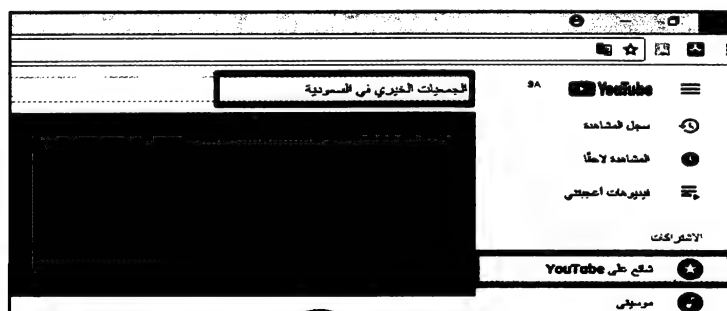 الجمعيات الخيري في السعودية
YouTube SA
سجل المشاهدة
المشاهدة لاحقًا
فيديوهات أعجبتني
الاشتراكات
شائع على YouTube
موسيقى